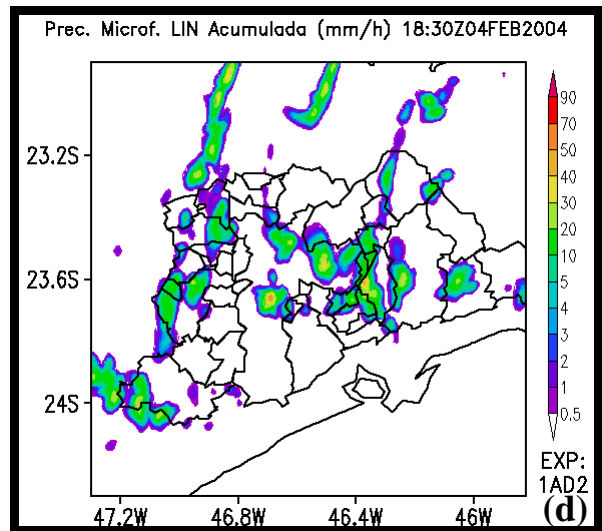 Prec. Microf. LIN Acumulada (mm/h) 18:30Z04FEB2004
90
70
50
40
30
20
10
5
4
3
2
1
0.5
23.2S
23.6S
24S
47.2W 46.8W 46.4W 46W
EXP:
1AD2
(d)